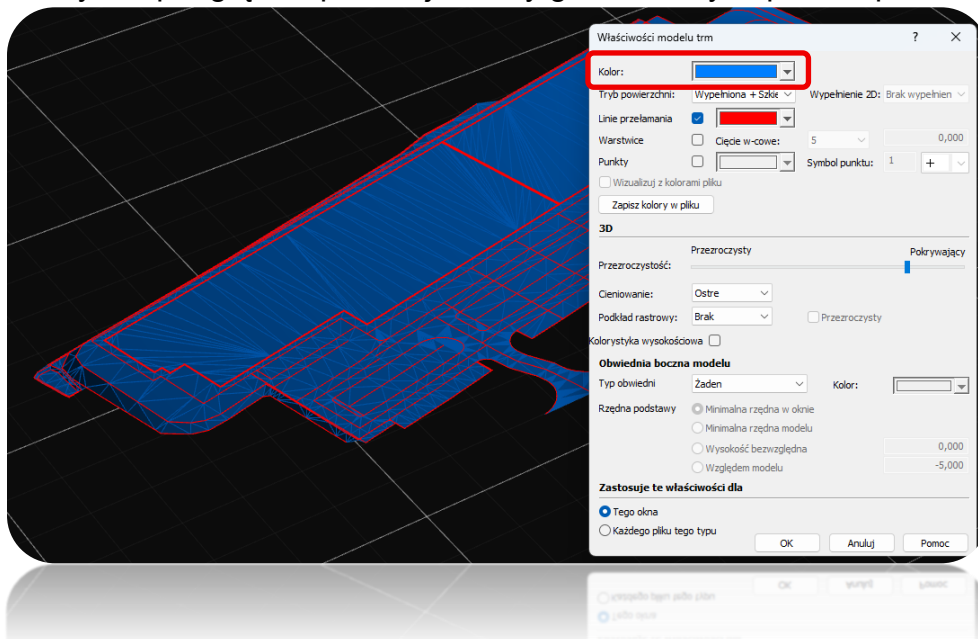 Właściwości modelu trm ? X
Kolor:
Tryb powierzchni: Wypełniona + Szkie Wypełnienie 2D: Brak wypełnien
Linie przełamania
Warstwice Cięcie w-cowe: 5 0,000
Punkty Symbol punktu: 1 +
Wizualizuj z kolorami pliku
Zapisz kolory w pliku
3D
Przezroczysty Pokrywający
Przezroczystość:
Cieniowanie: Ostre
Podkład rastrowy: Brak Przezroczysty
Kolorystyka wysokościowa
Obwiednia boczna modelu
Typ obwiedni Żaden Kolor:
Rzędna podstawy Minimalna rzędna w oknie
Minimalna rzędna modelu
Wysokość bezwzględna 0,000
Względem modelu -5,000
Zastosuje te właściwości dla
Tego okna
Każdego pliku tego typu
OK Anuluj Pomoc